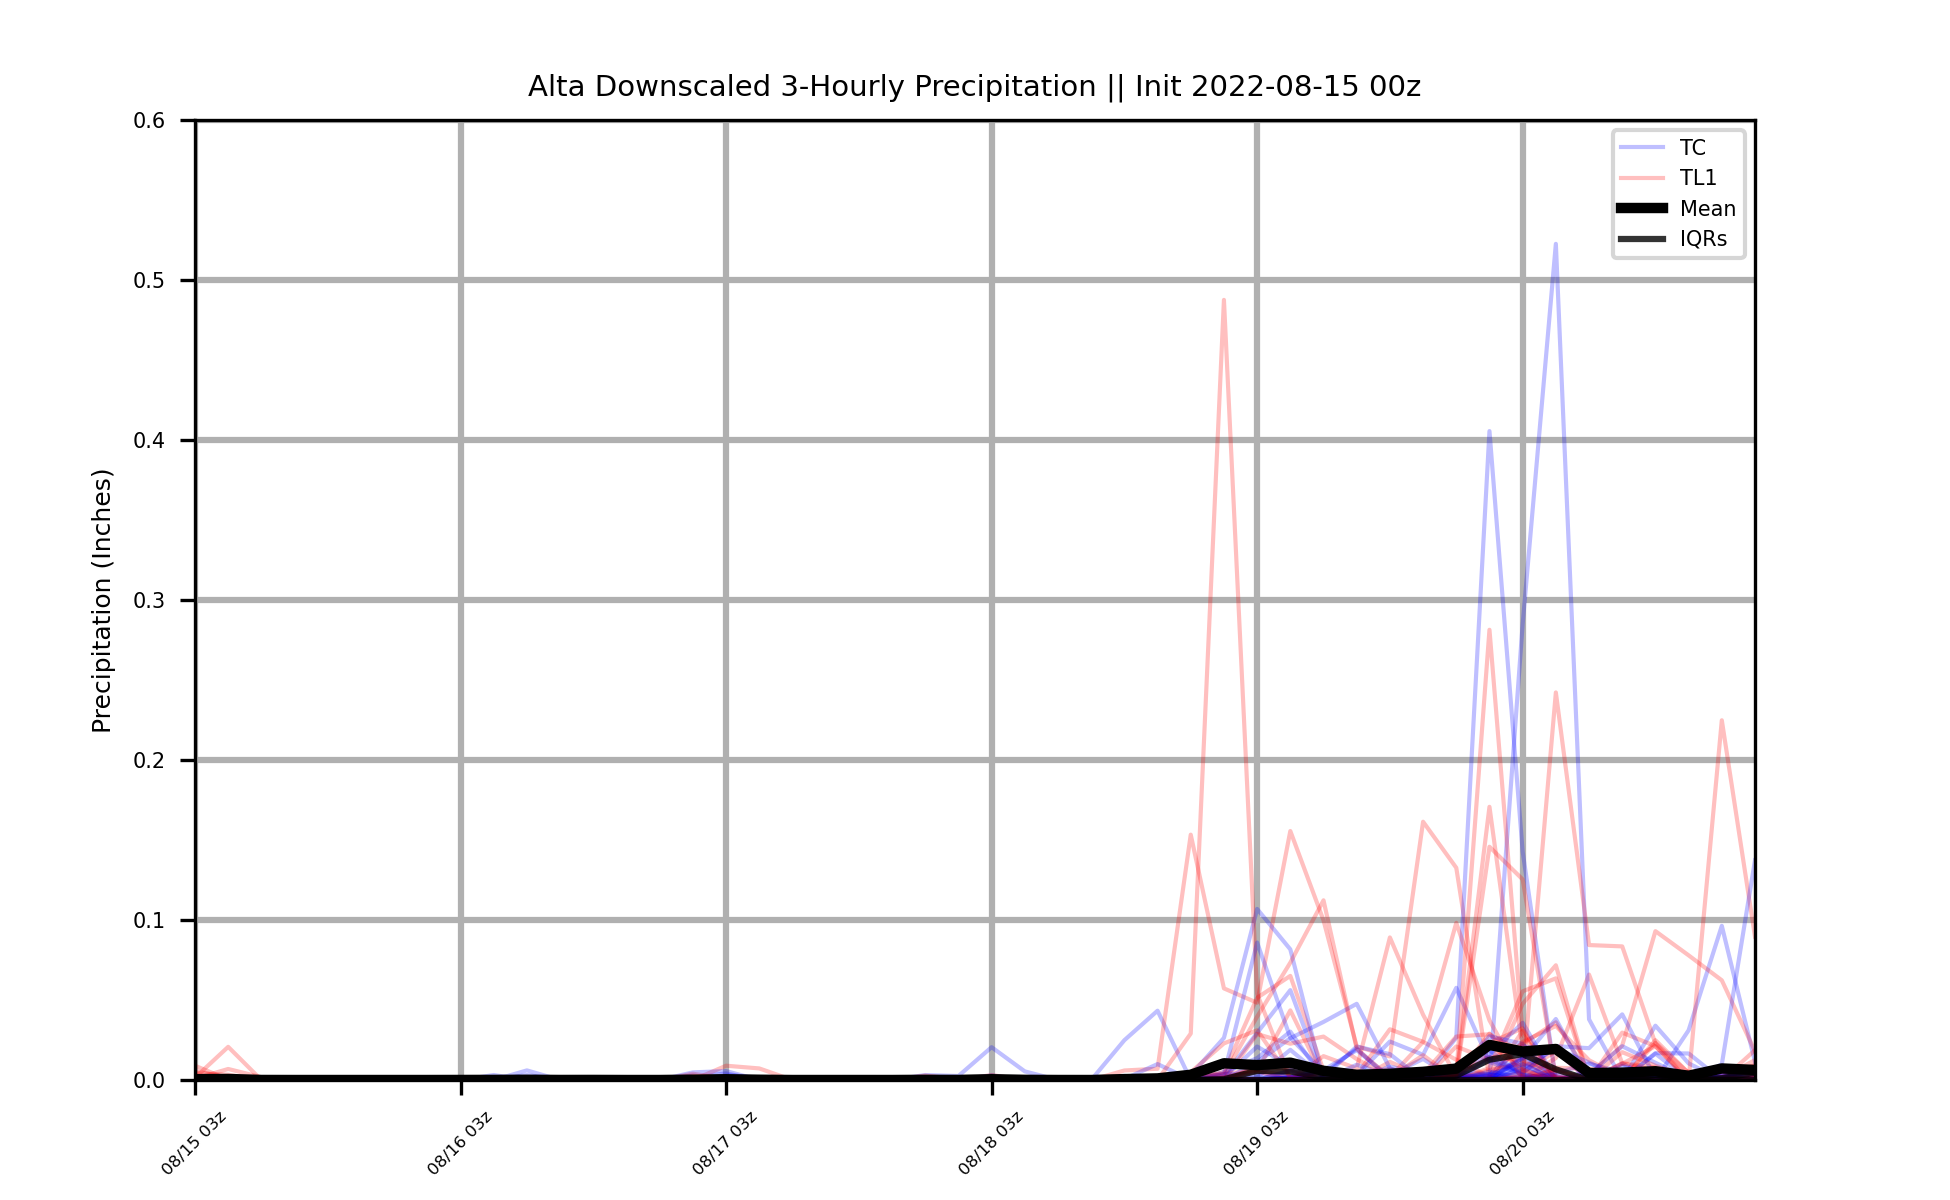 Alta Downscaled 3-Hourly Precipitation || Init 2022-08-15 00z
TC
TL1
Mean
IQRs
Precipitation (Inches)
0.6
0.5
0.4
0.3
0.2
0.1
0.0
08/15 03z
08/16 03z
08/17 03z
08/18 03z
08/19 03z
08/20 03z